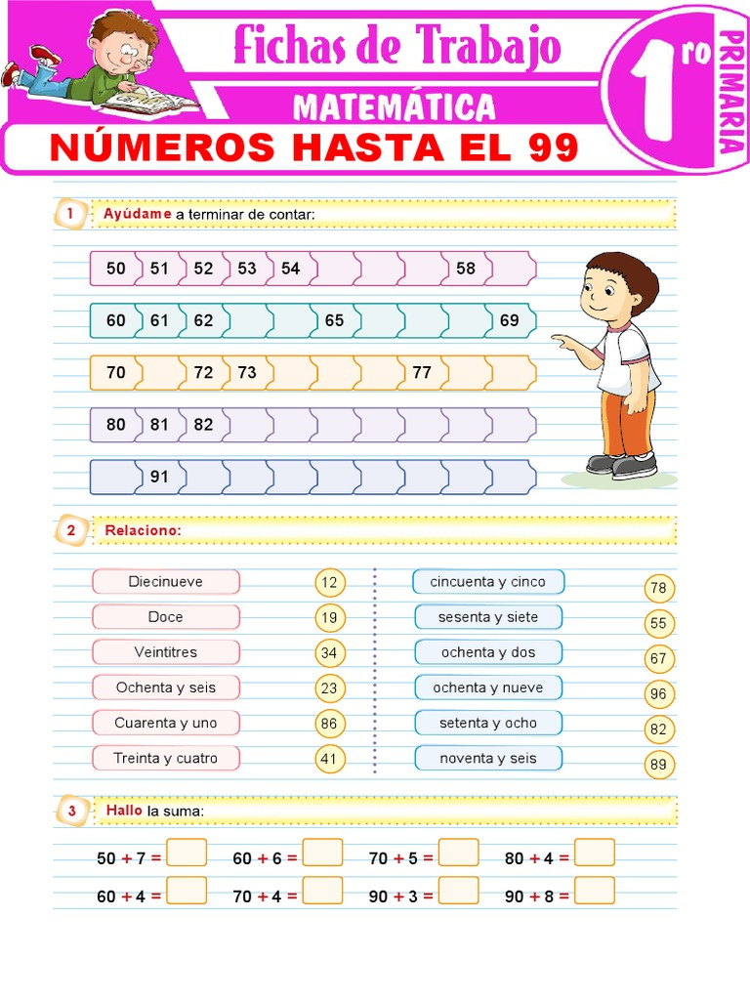 Fichas de Trabajo
MATEMÁTICA
1ro
PRIMARIA
NÚMEROS HASTA EL 99
1 Ayúdame a terminar de contar:
50 51 52 53 54 58
60 61 62 65 69
70 72 73 77
80 81 82
91
2 Relaciono:
Diecinueve 12 cincuenta y cinco 78
Doce 19 sesenta y siete 55
Veintitres 34 ochenta y dos 67
Ochenta y seis 23 ochenta y nueve 96
Cuarenta y uno 86 setenta y ocho 82
Treinta y cuatro 41 noventa y seis 89
3 Hallo la suma:
50 + 7 = 60 + 6 = 70 + 5 = 80 + 4 =
60 + 4 = 70 + 4 = 90 + 3 = 90 + 8 =